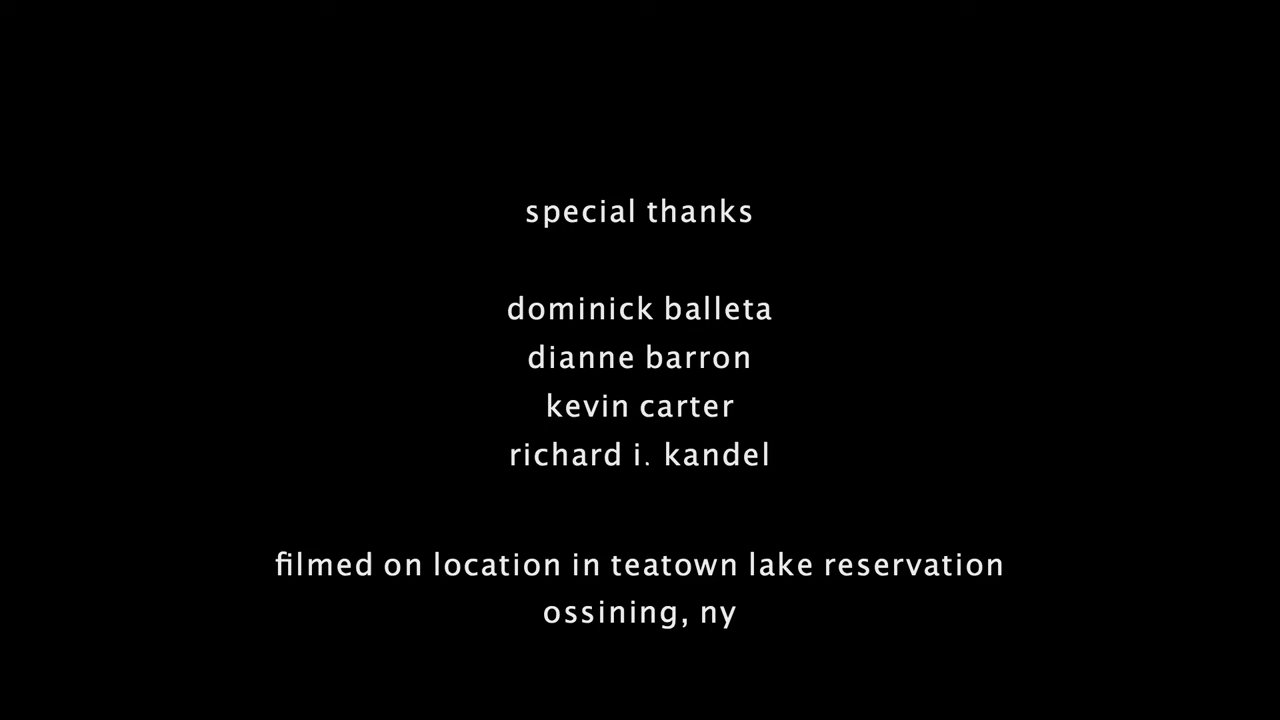 special thanks
dominick balleta
dianne barron
kevin carter
richard i. kandel
filmed on location in teatown lake reservation
ossining, ny